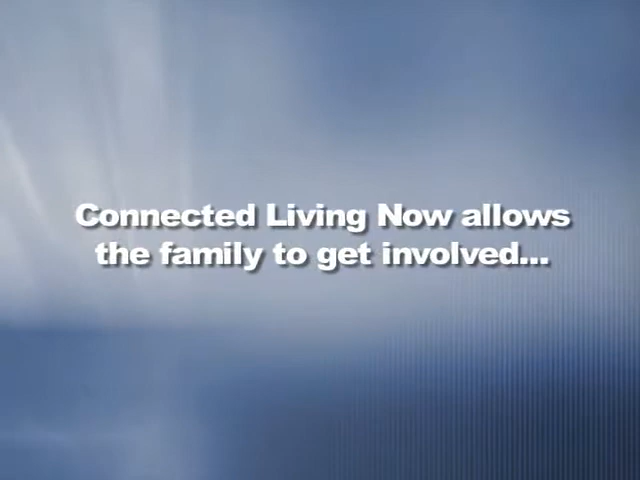 Connected Living Now allows
the family to get involved...